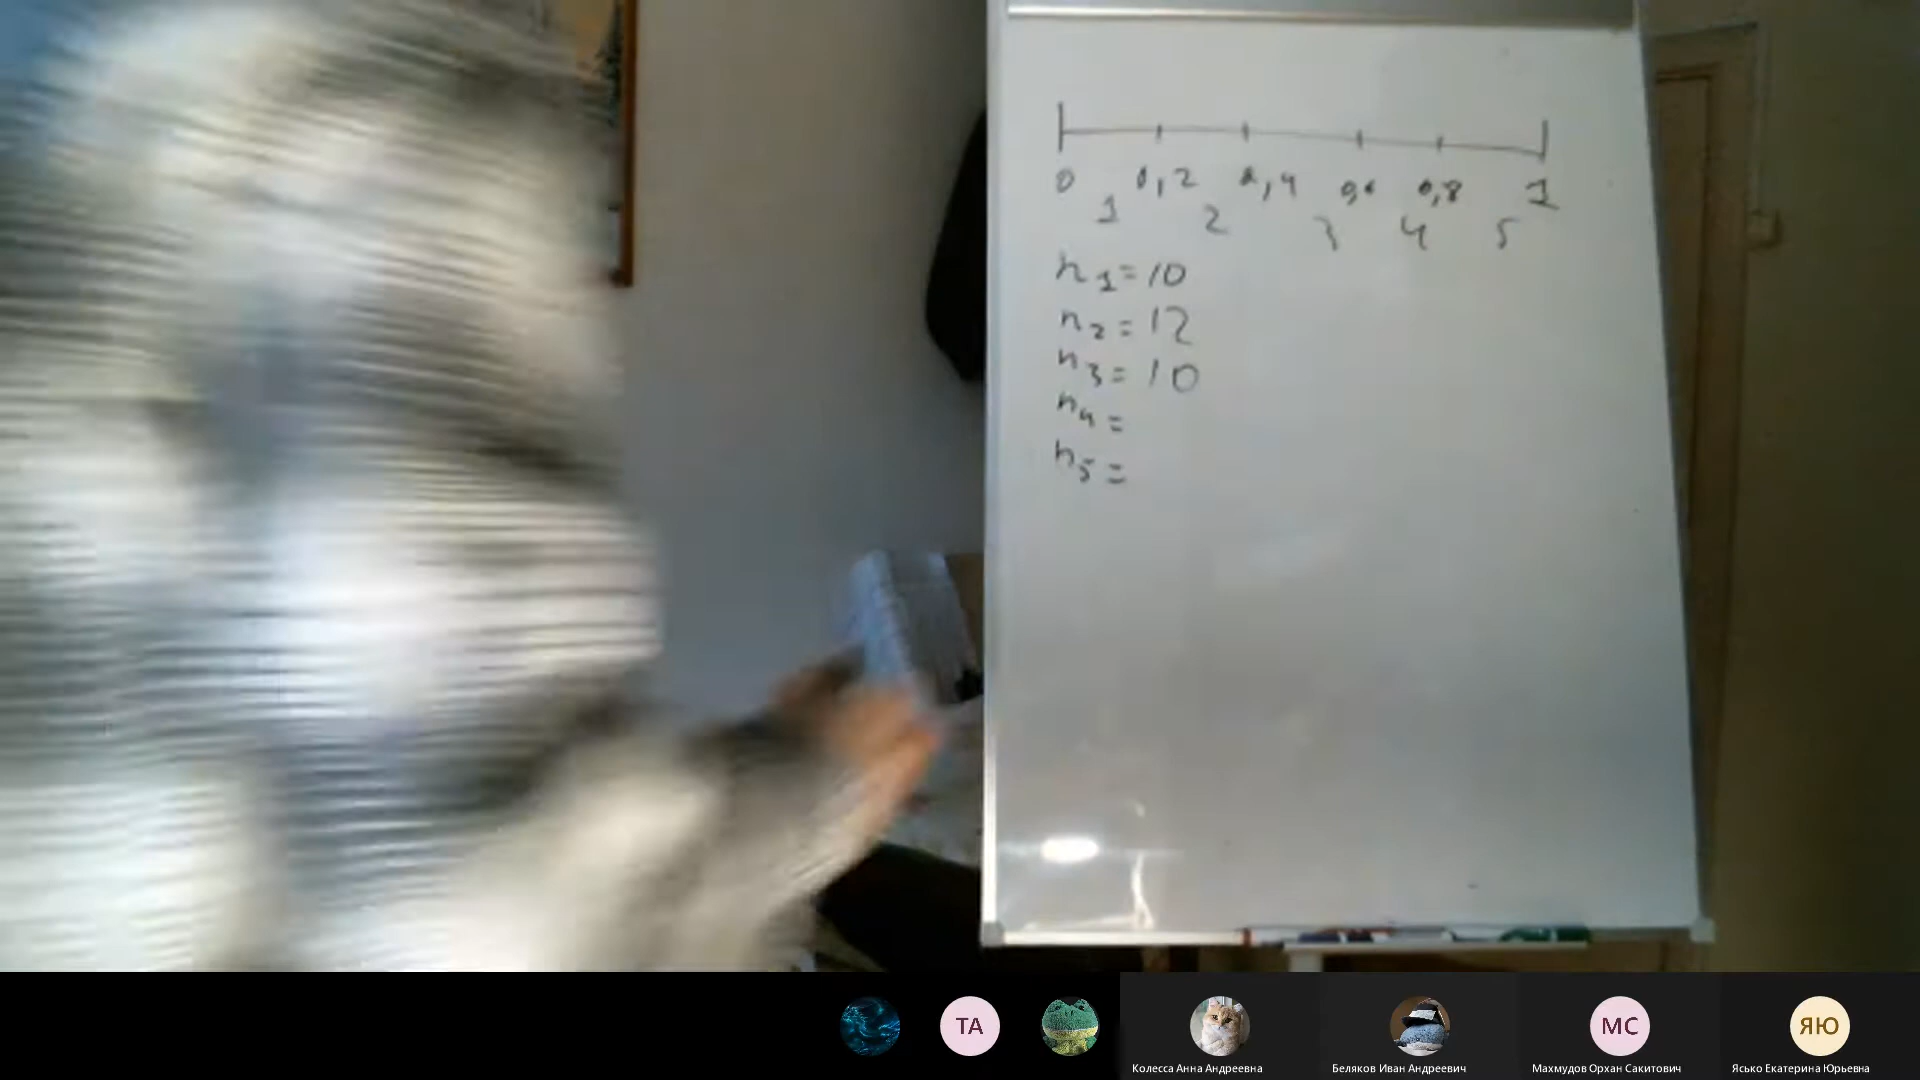 0 0,2 0,4 0,6 0,8 1
1 2 3 4 5
n1=10
n2=12
n3=10
n4=
n5=
ТА МС ЯЮ
Колесса Анна Андреевна Беляков Иван Андреевич Махмудов Орхан Сакитович Ясько Екатерина Юрьевна